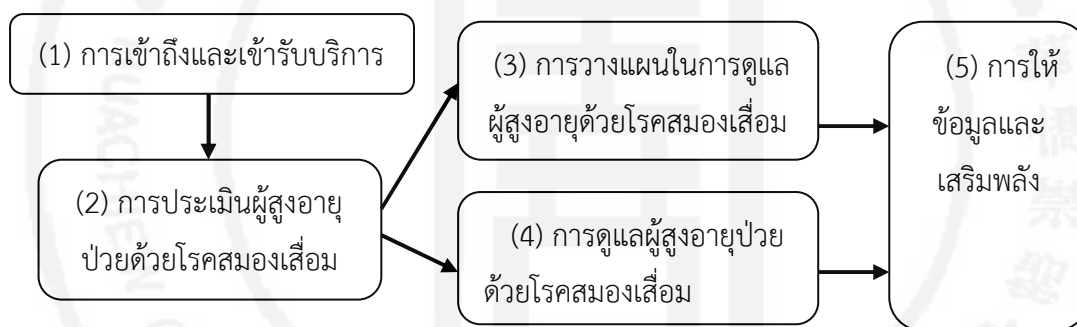 (1) การเข้าถึงและเข้ารับบริการ
(2) การประเมินผู้สูงอายุ
ป่วยด้วยโรคสมองเสื่อม
(3) การวางแผนในการดูแล
ผู้สูงอายุด้วยโรคสมองเสื่อม
(4) การดูแลผู้สูงอายุป่วย
ด้วยโรคสมองเสื่อม
(5) การให้
ข้อมูลและ
เสริมพลัง